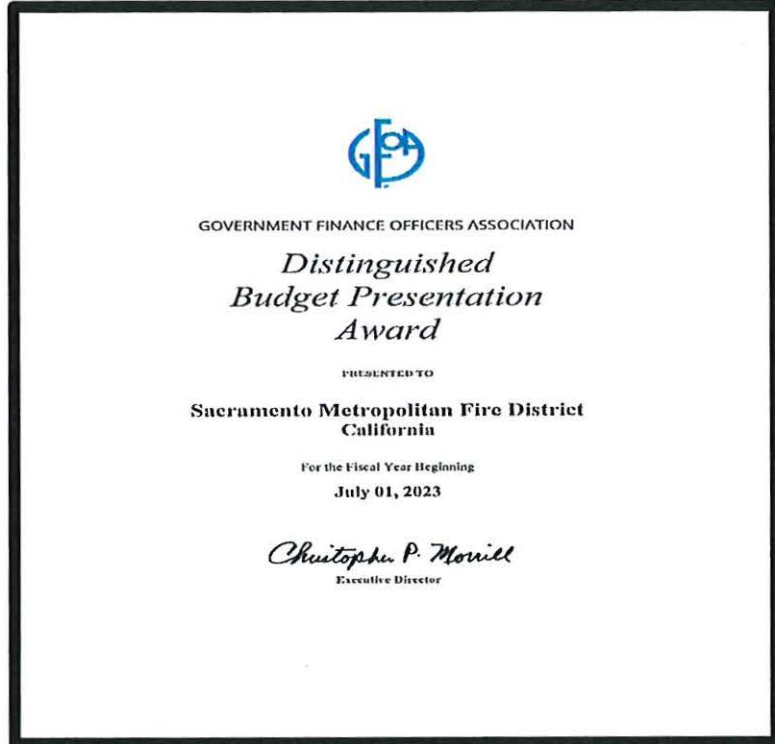 GFOA
GOVERNMENT FINANCE OFFICERS ASSOCIATION
Distinguished
Budget Presentation
Award
PRESENTED TO
Sacramento Metropolitan Fire District
California
For the Fiscal Year Beginning
July 01, 2023
Christopher P. Morrill
Executive Director